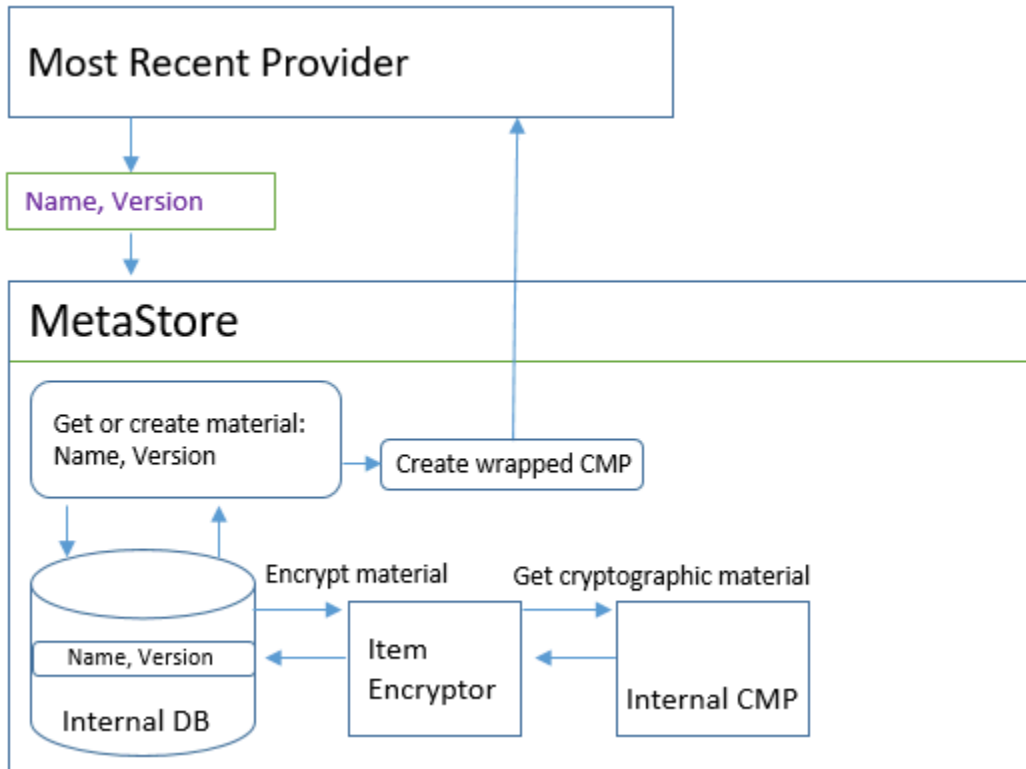 Most Recent Provider
Name, Version
MetaStore
Get or create material:
Name, Version
Create wrapped CMP
Encrypt material
Get cryptographic material
Name, Version
Internal DB
Item
Encryptor
Internal CMP